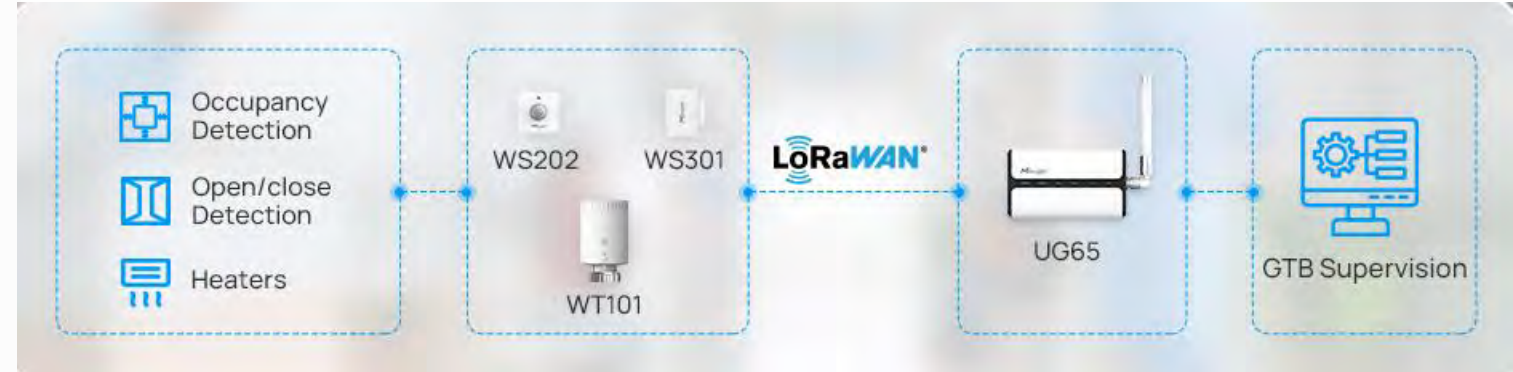 Occupancy
Detection
Open/close
Detection
Heaters
WS202
WS301
WT101
LoRaWAN®
UG65
GTB Supervision